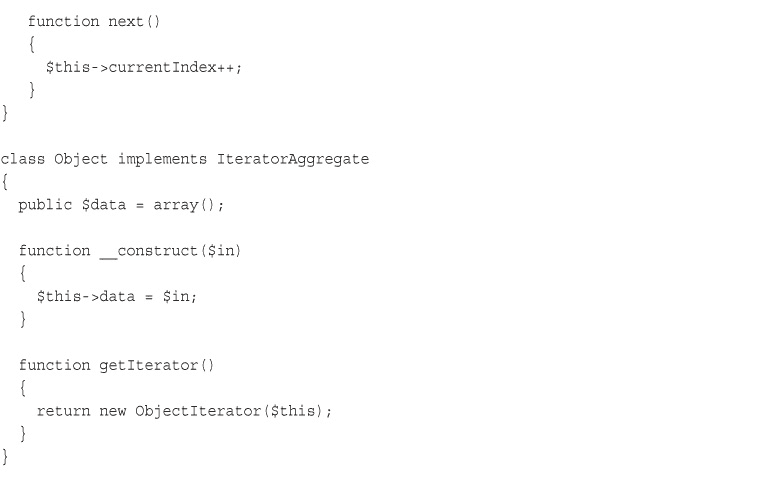 function next()
{
$this->currentIndex++;
}
}
class Object implements IteratorAggregate
{
public $data = array();
function __construct($in)
{
$this->data = $in;
}
function getIterator()
{
return new ObjectIterator($this);
}
}